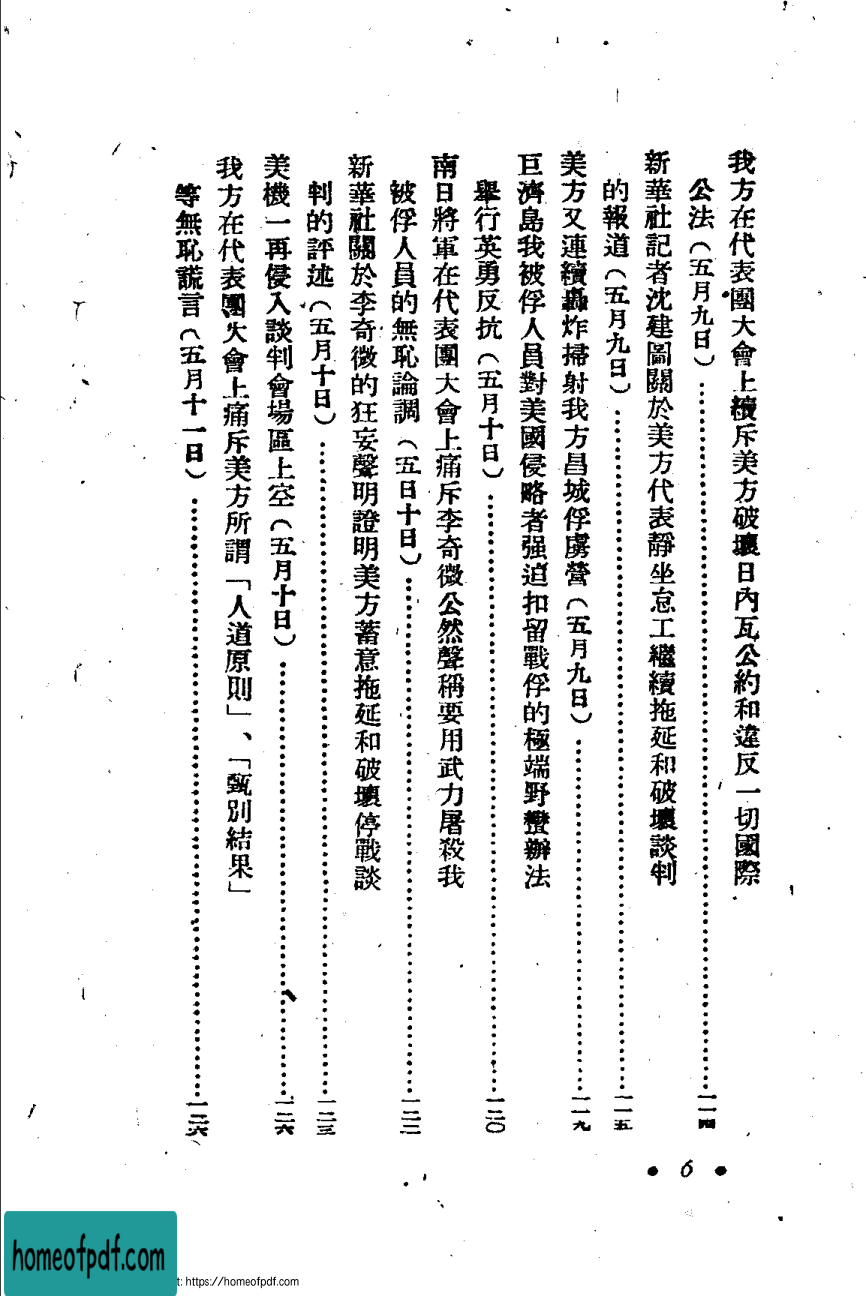 我方在代表團大會上續斥美方破壞日內瓦公約和違反一切國際
公法(五月九日)……………………一一四
新華社記者沈建圖關於美方代表靜坐怠工繼續拖延和破壞談判
的報道(五月九日)……………………一一五
美方又連續轟炸掃射我方昌城俘虜營(五月九日)……………………一一九
巨濟島我被俘人員對美國侵略者强迫扣留戰俘的極端野蠻辦法
舉行英勇反抗(五月十日)……………………一二〇
南日將軍在代表團大會上痛斥李奇微公然聲稱要用武力屠殺我
被俘人員的無恥論調(五日十日)……………………一二二
新華社關於李奇微的狂妄聲明證明美方蓄意拖延和破壞停戰談
判的評述(五月十日)……………………一二三
美機一再侵入談判會場區上空(五月十日)……………………一二六
我方在代表團大會上痛斥美方所謂「人道原則」、「甄別結果」
等無恥謊言(五月十一日)……………………一二六
• 6 •
homeofpdf.com
t: https://homeofpdf.com